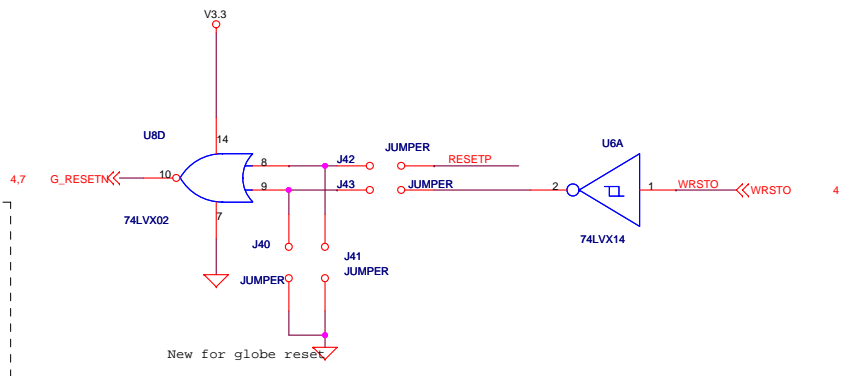 V3.3
U8D
14
JUMPER
U6A
8
J42
RESETP
4,7
G_RESETN
10
9
J43
JUMPER
2
1
WRSTO
WRSTO
4
7
74LVX02
74LVX14
J40
J41
JUMPER
JUMPER
New for globe reset